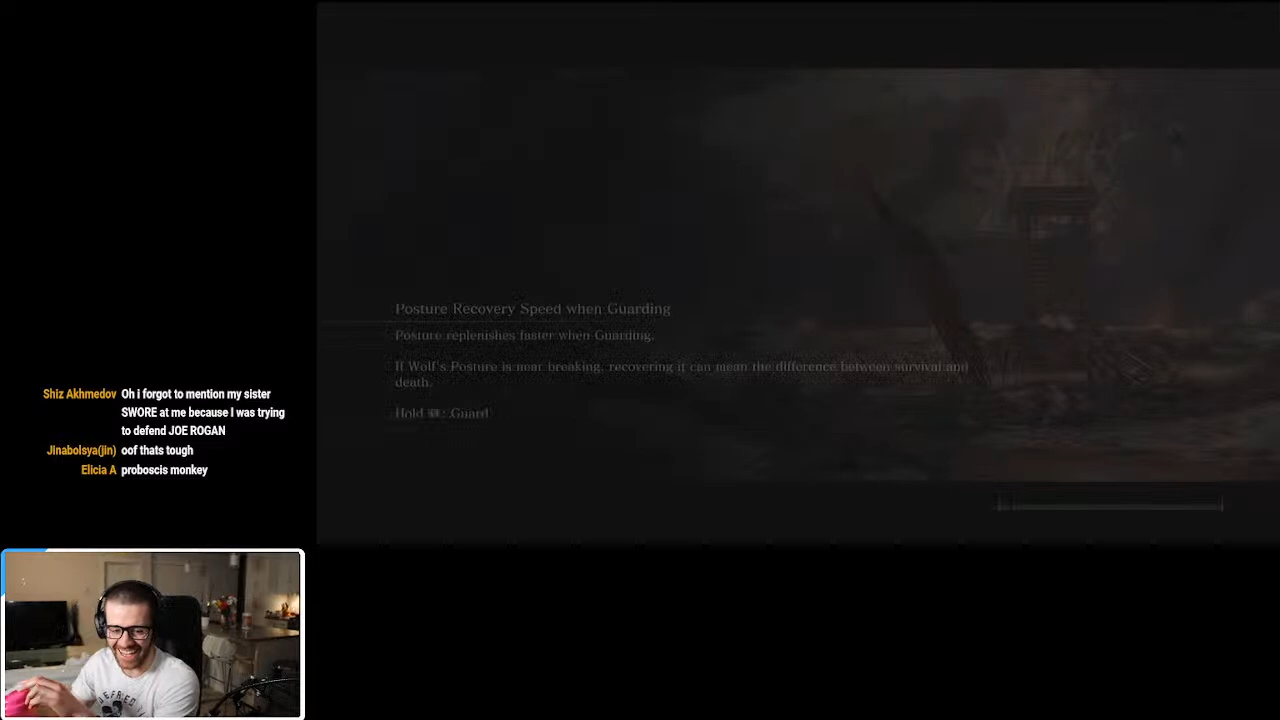 Posture Recovery Speed when Guarding
Posture replenishes faster when Guarding.
If Wolf's Posture is near breaking, recovering it can mean the difference between survival and
death.
Hold : Guard
Shiz Akhmedov Oh i forgot to mention my sister
SWORE at me because I was trying
to defend JOE ROGAN
Jinabolsya(jin) oof thats tough
Elicia A proboscis monkey